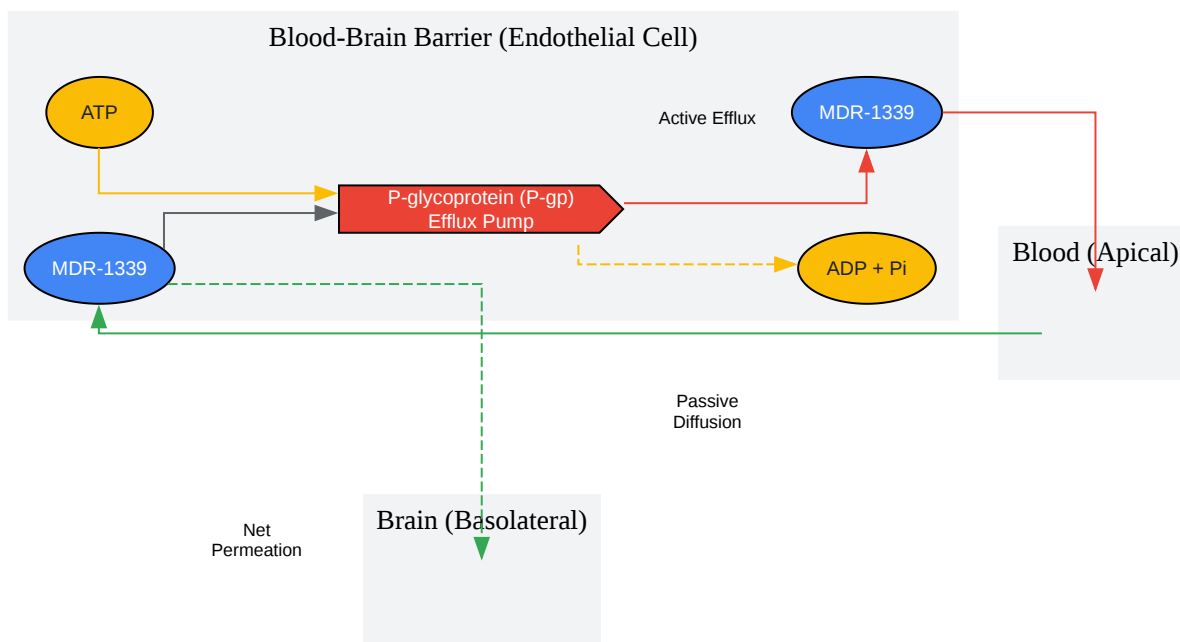 Blood-Brain Barrier (Endothelial Cell)
ATP
Active Efflux
MDR-1339
P-glycoprotein (P-gp)
Efflux Pump
MDR-1339
ADP + Pi
Blood (Apical)
Passive
Diffusion
Brain (Basolateral)
Net
Permeation